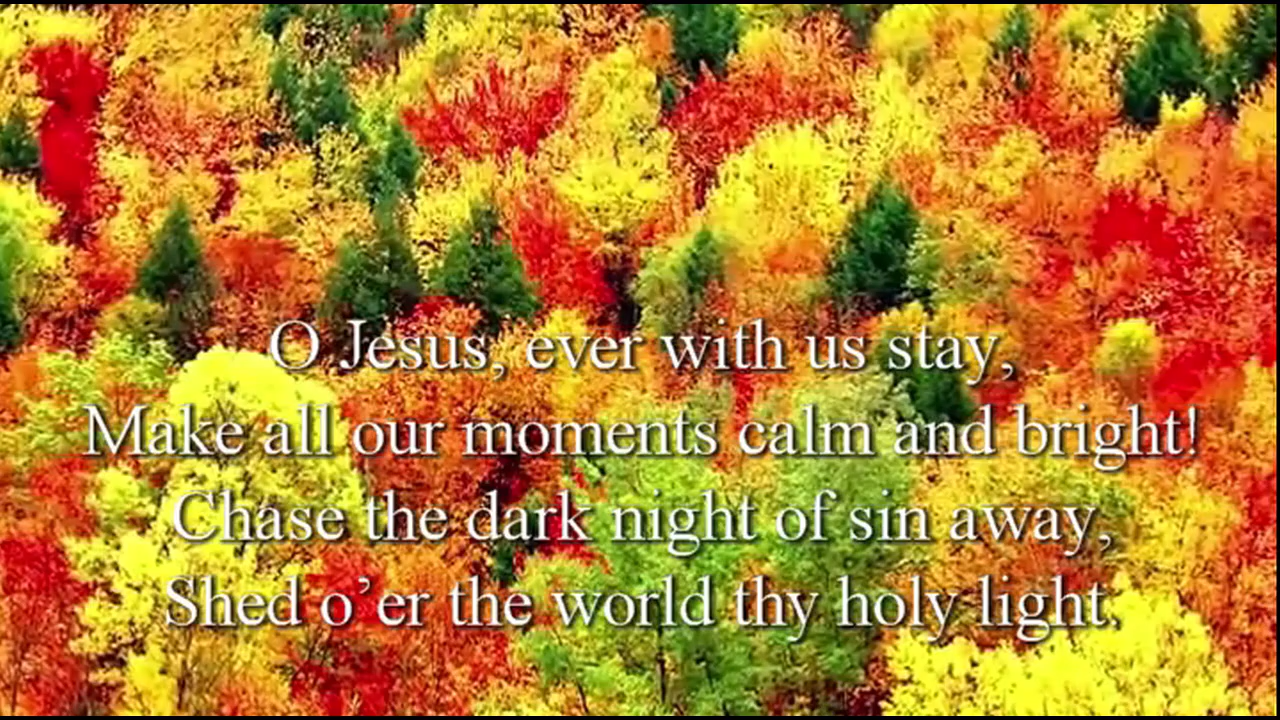 O Jesus, ever with us stay,
Make all our moments calm and bright!
Chase the dark night of sin away,
Shed o’er the world thy holy light.